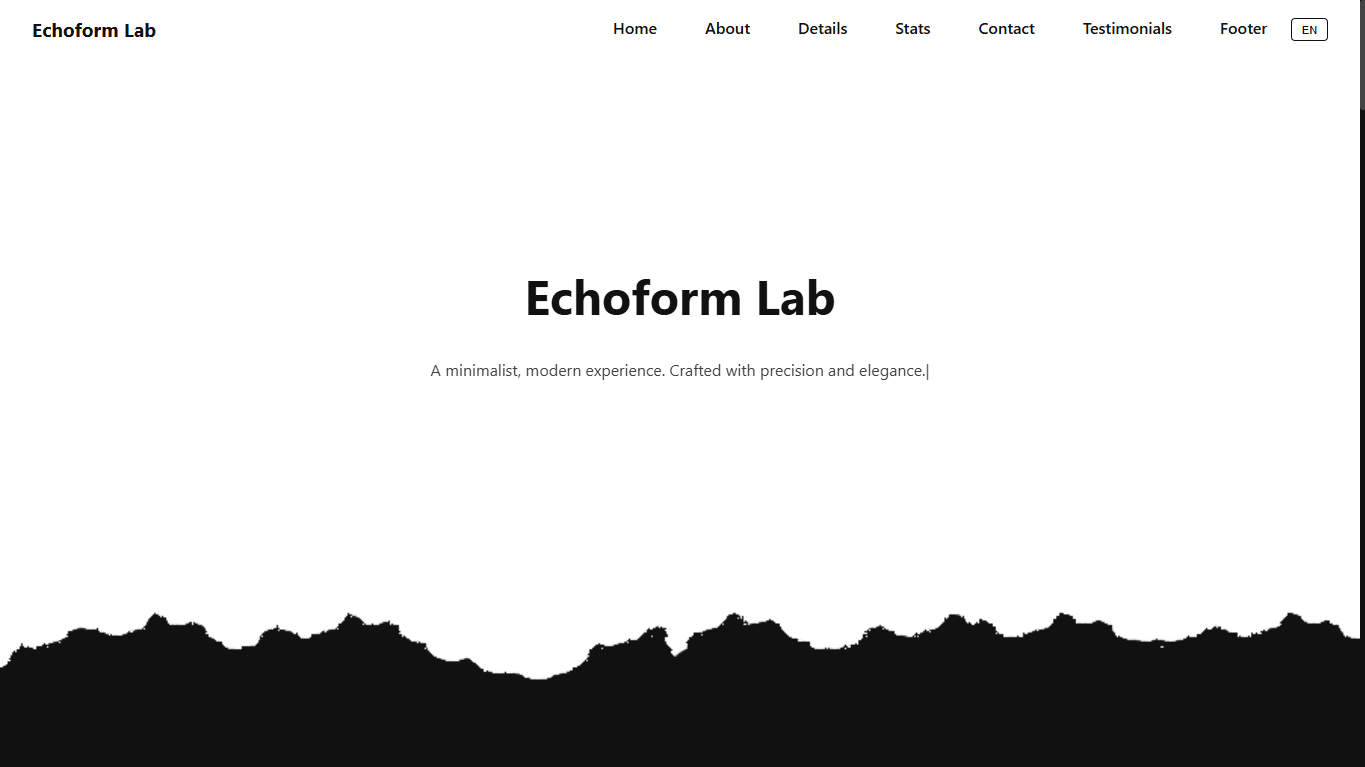 Echoform Lab
Home About Details Stats Contact Testimonials Footer EN
Echoform Lab
A minimalist, modern experience. Crafted with precision and elegance.|